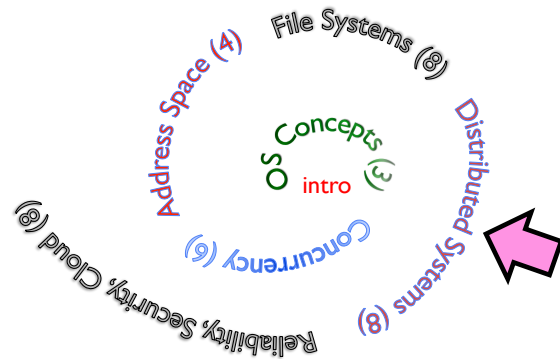 intro
OS Concepts (3)
Concurrency (6)
Address Space (4)
File Systems (8)
Distributed Systems (8)
Reliability, Security, Cloud (8)